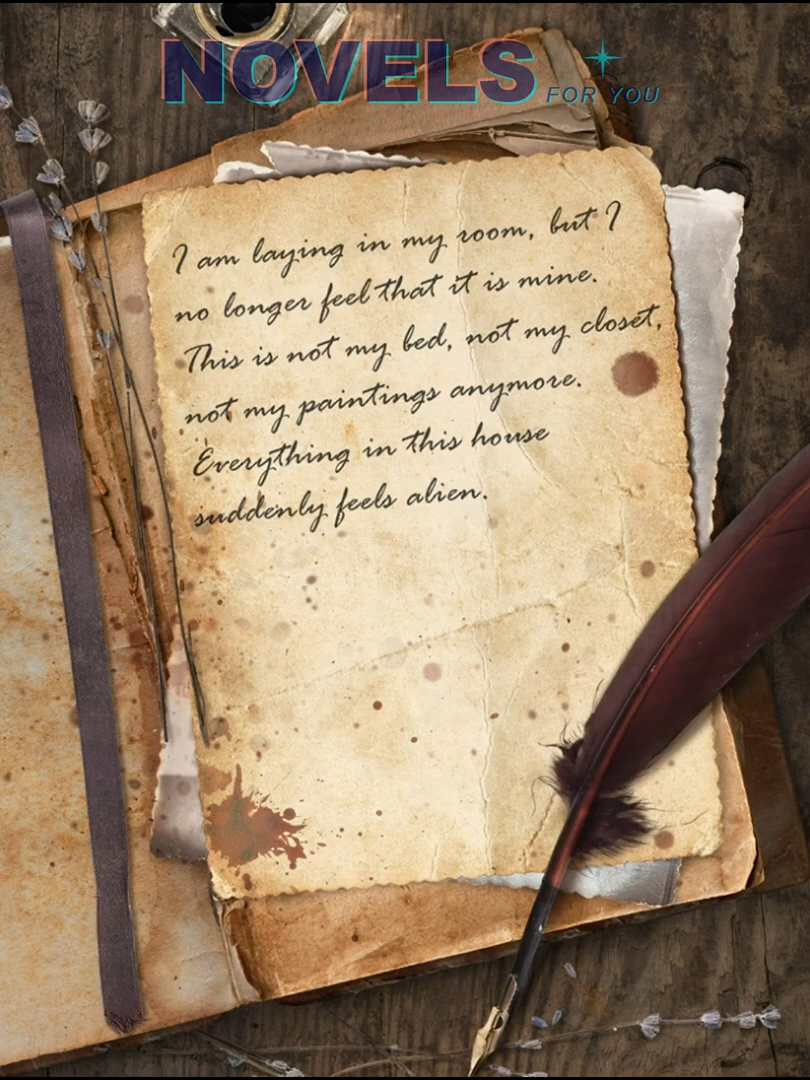 NOVELS
FOR YOU
I am laying in my room, but I
no longer feel that it is mine.
This is not my bed, not my closet,
not my paintings anymore.
Everything in this house
suddenly feels alien.